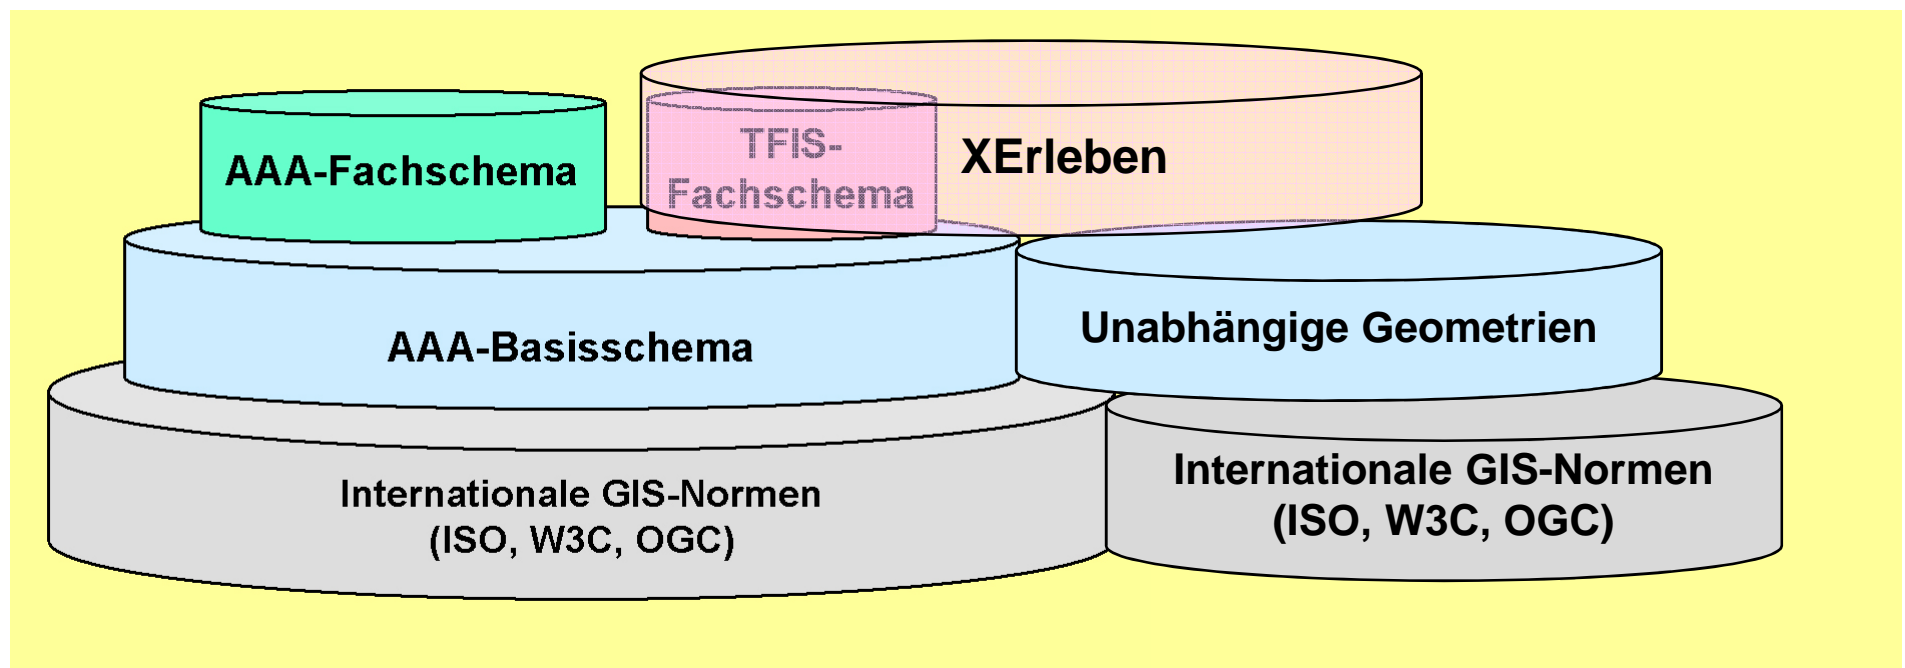 AAA-Fachschema
TFIS-
Fachschema
XErleben
AAA-Basisschema
Unabhängige Geometrien
Internationale GIS-Normen
(ISO, W3C, OGC)
Internationale GIS-Normen
(ISO, W3C, OGC)